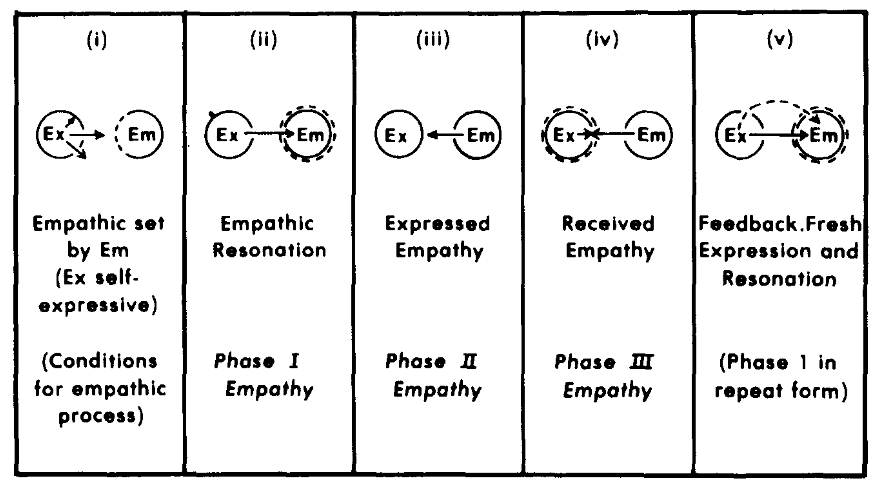 (i)
Ex
Em
Empathic set
by Em
(Ex self-
expressive)
(Conditions
for empathic
process)
(ii)
Ex
Em
Empathic
Resonation
Phase I
Empathy
(iii)
Ex
Em
Expressed
Empathy
Phase II
Empathy
(iv)
Ex
Em
Received
Empathy
Phase III
Empathy
(v)
Ex
Em
Feedback.Fresh
Expression and
Resonation
(Phase 1 in
repeat form)